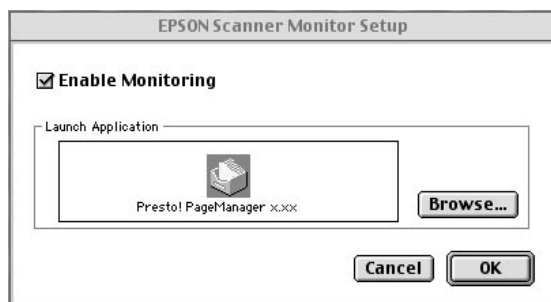 EPSON Scanner Monitor Setup
Enable Monitoring
Launch Application
Presto! PageManager x.xx
Browse...
Cancel
OK